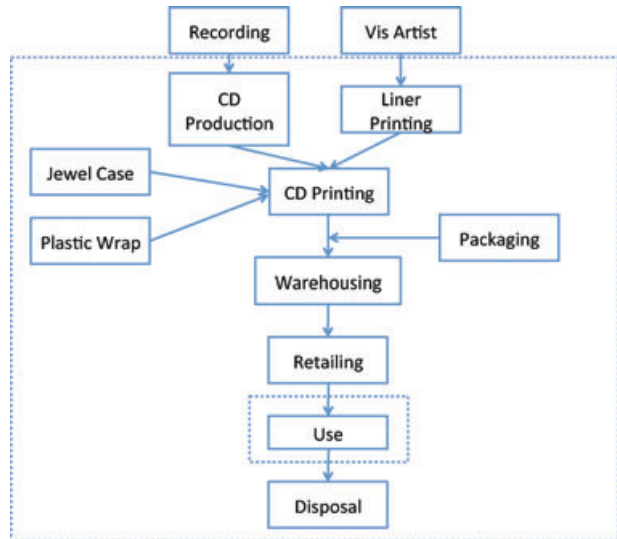 Recording
Vis Artist
CD
Production
Liner
Printing
Jewel Case
CD Printing
Plastic Wrap
Packaging
Warehousing
Retailing
Use
Disposal